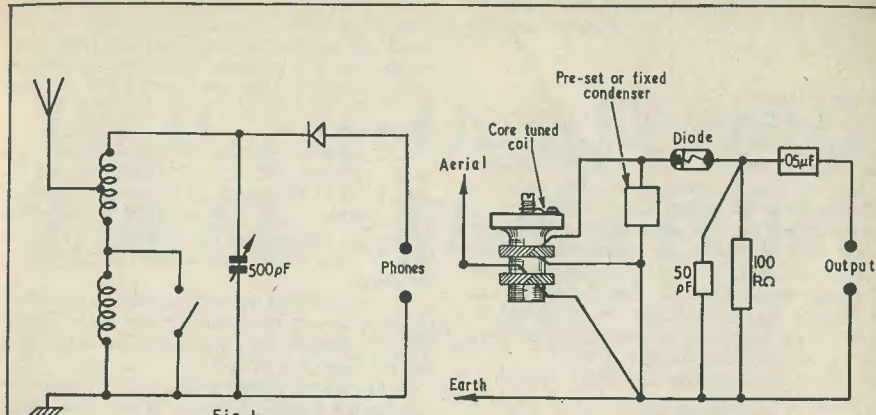 500pF
Phones
Fig. 1.
Pre-set or fixed
condenser
Core tuned
coil
Aerial
Diode
·05µF
50
pF
100
kΩ
Output
Earth